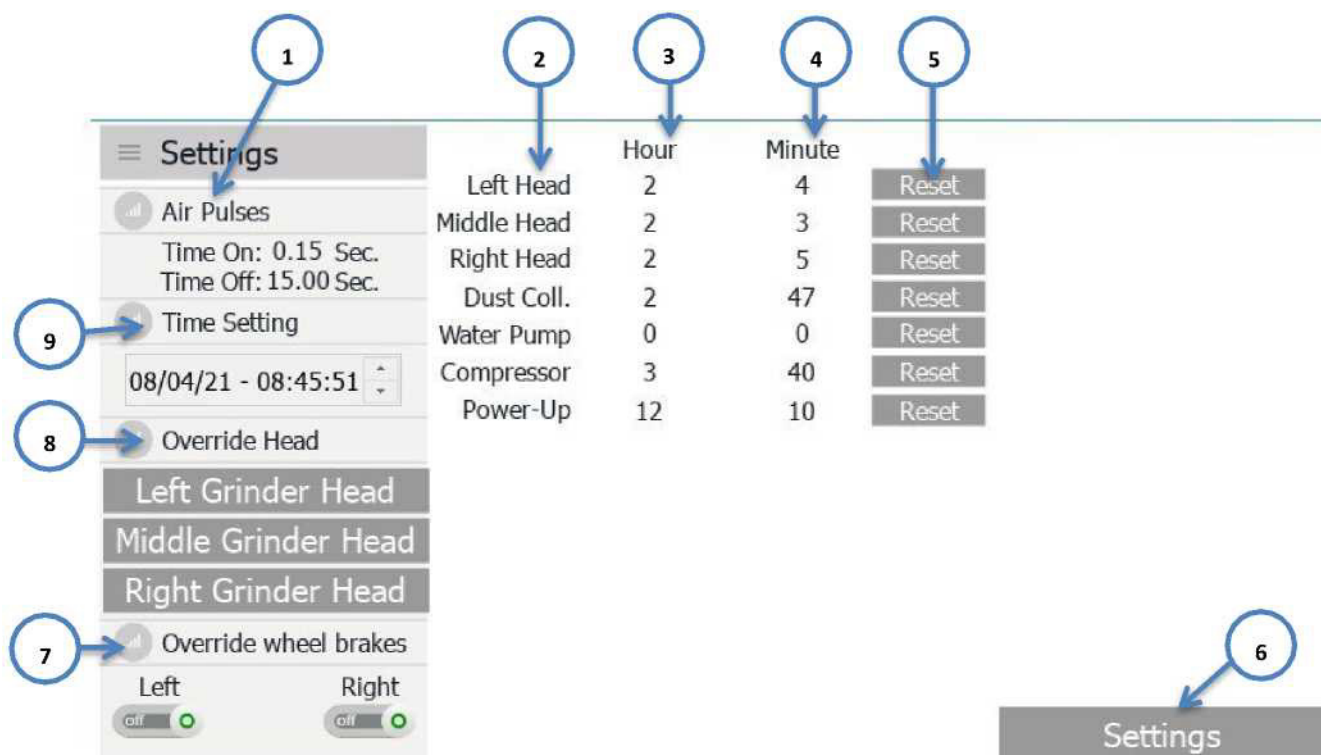 1
2
3
4
5
Settings
Hour Minute
Left Head 2 4 Reset
Air Pulses
Middle Head 2 3 Reset
Time On: 0.15 Sec.
Right Head 2 5 Reset
Time Off: 15.00 Sec.
Dust Coll. 2 47 Reset
9
Time Setting
Water Pump 0 0 Reset
08/04/21 - 08:45:51
Compressor 3 40 Reset
Power-Up 12 10 Reset
8
Override Head
Left Grinder Head
Middle Grinder Head
Right Grinder Head
7
Override wheel brakes
Left Right
off off
6
Settings